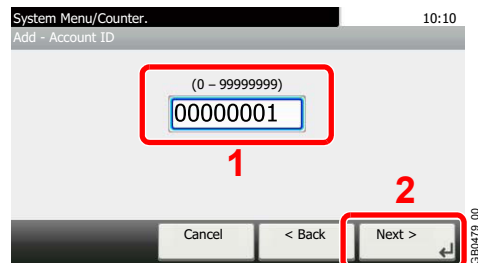 System Menu/Counter. 10:10
Add - Account ID
(0 – 99999999)
00000001
1
2
Cancel < Back Next >
GB0479_00